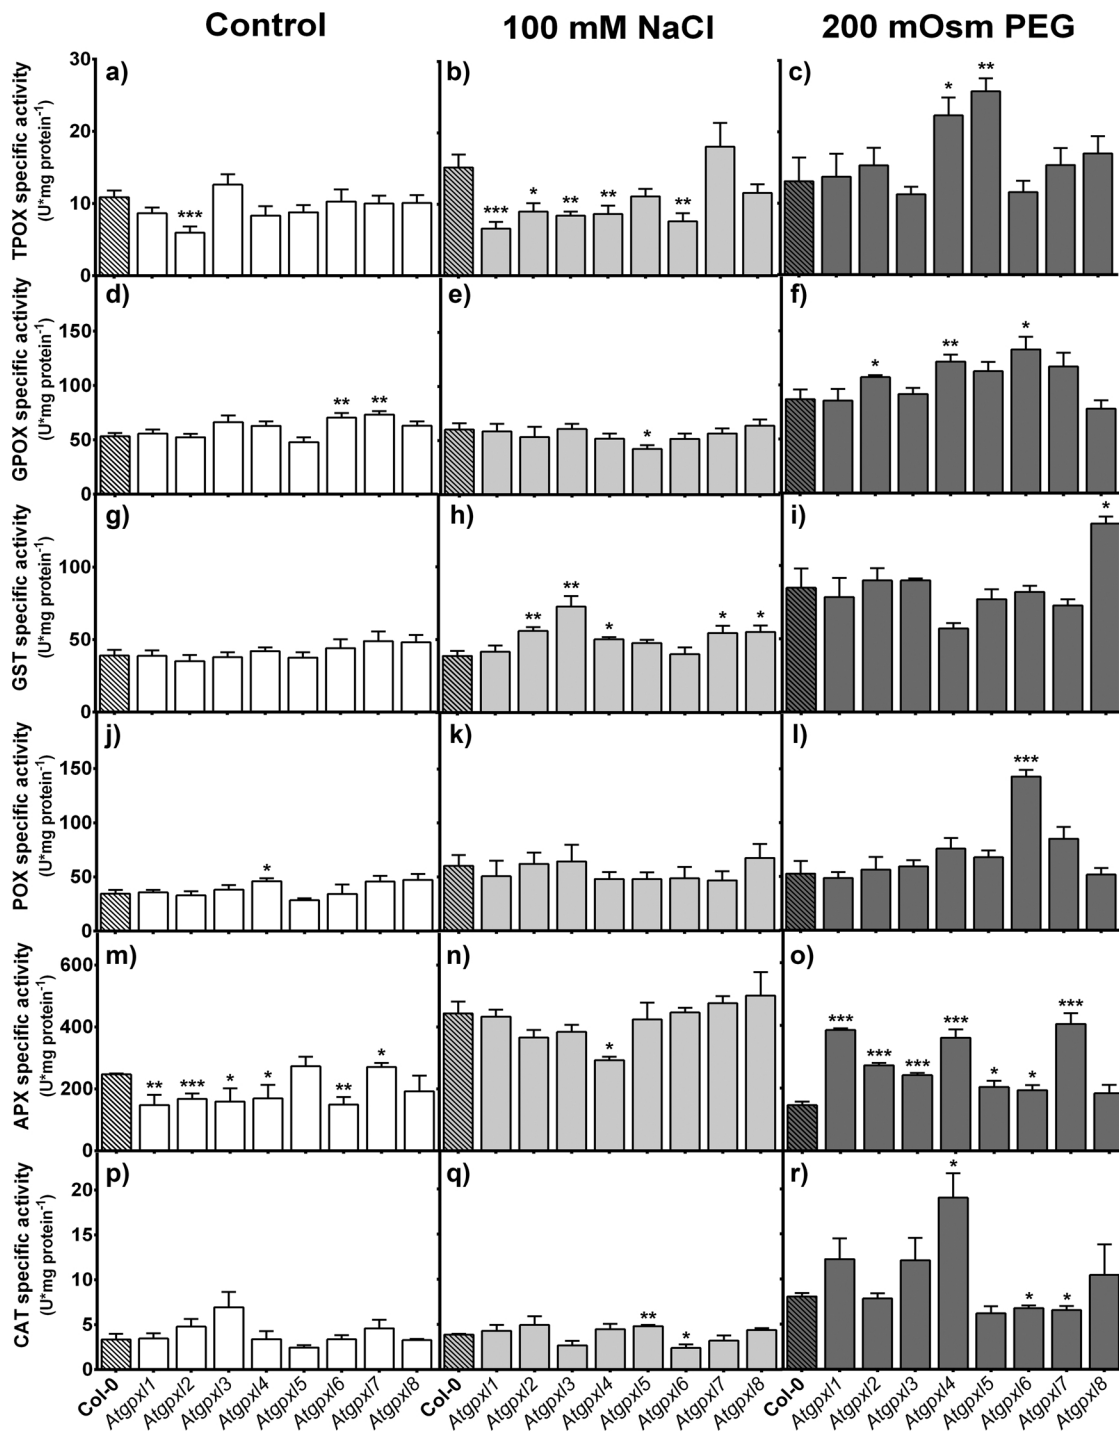 Control 100 mM NaCl 200 mOsm PEG
TPOX specific activity
(U*mg protein-1)
30
20
10
0
a)
***
b)
***
*
**
**
**
c)
*
**
GPOX specific activity
(U*mg protein-1)
150
100
50
0
d)
**
**
e)
*
f)
*
**
*
GST specific activity
(U*mg protein-1)
100
50
0
g)
h)
**
**
*
*
*
i)
*
POX specific activity
(U*mg protein-1)
150
100
50
0
j)
*
k)
l)
***
APX specific activity
(U*mg protein-1)
600
400
200
0
m)
**
***
*
*
**
*
n)
*
o)
***
***
***
***
*
*
***
CAT specific activity
(U*mg protein-1)
20
15
10
5
0
p)
q)
**
*
r)
*
*
*
Col-0 Atgpxl1 Atgpxl2 Atgpxl3 Atgpxl4 Atgpxl5 Atgpxl6 Atgpxl7 Atgpxl8 Col-0 Atgpxl1 Atgpxl2 Atgpxl3 Atgpxl4 Atgpxl5 Atgpxl6 Atgpxl7 Atgpxl8 Col-0 Atgpxl1 Atgpxl2 Atgpxl3 Atgpxl4 Atgpxl5 Atgpxl6 Atgpxl7 Atgpxl8